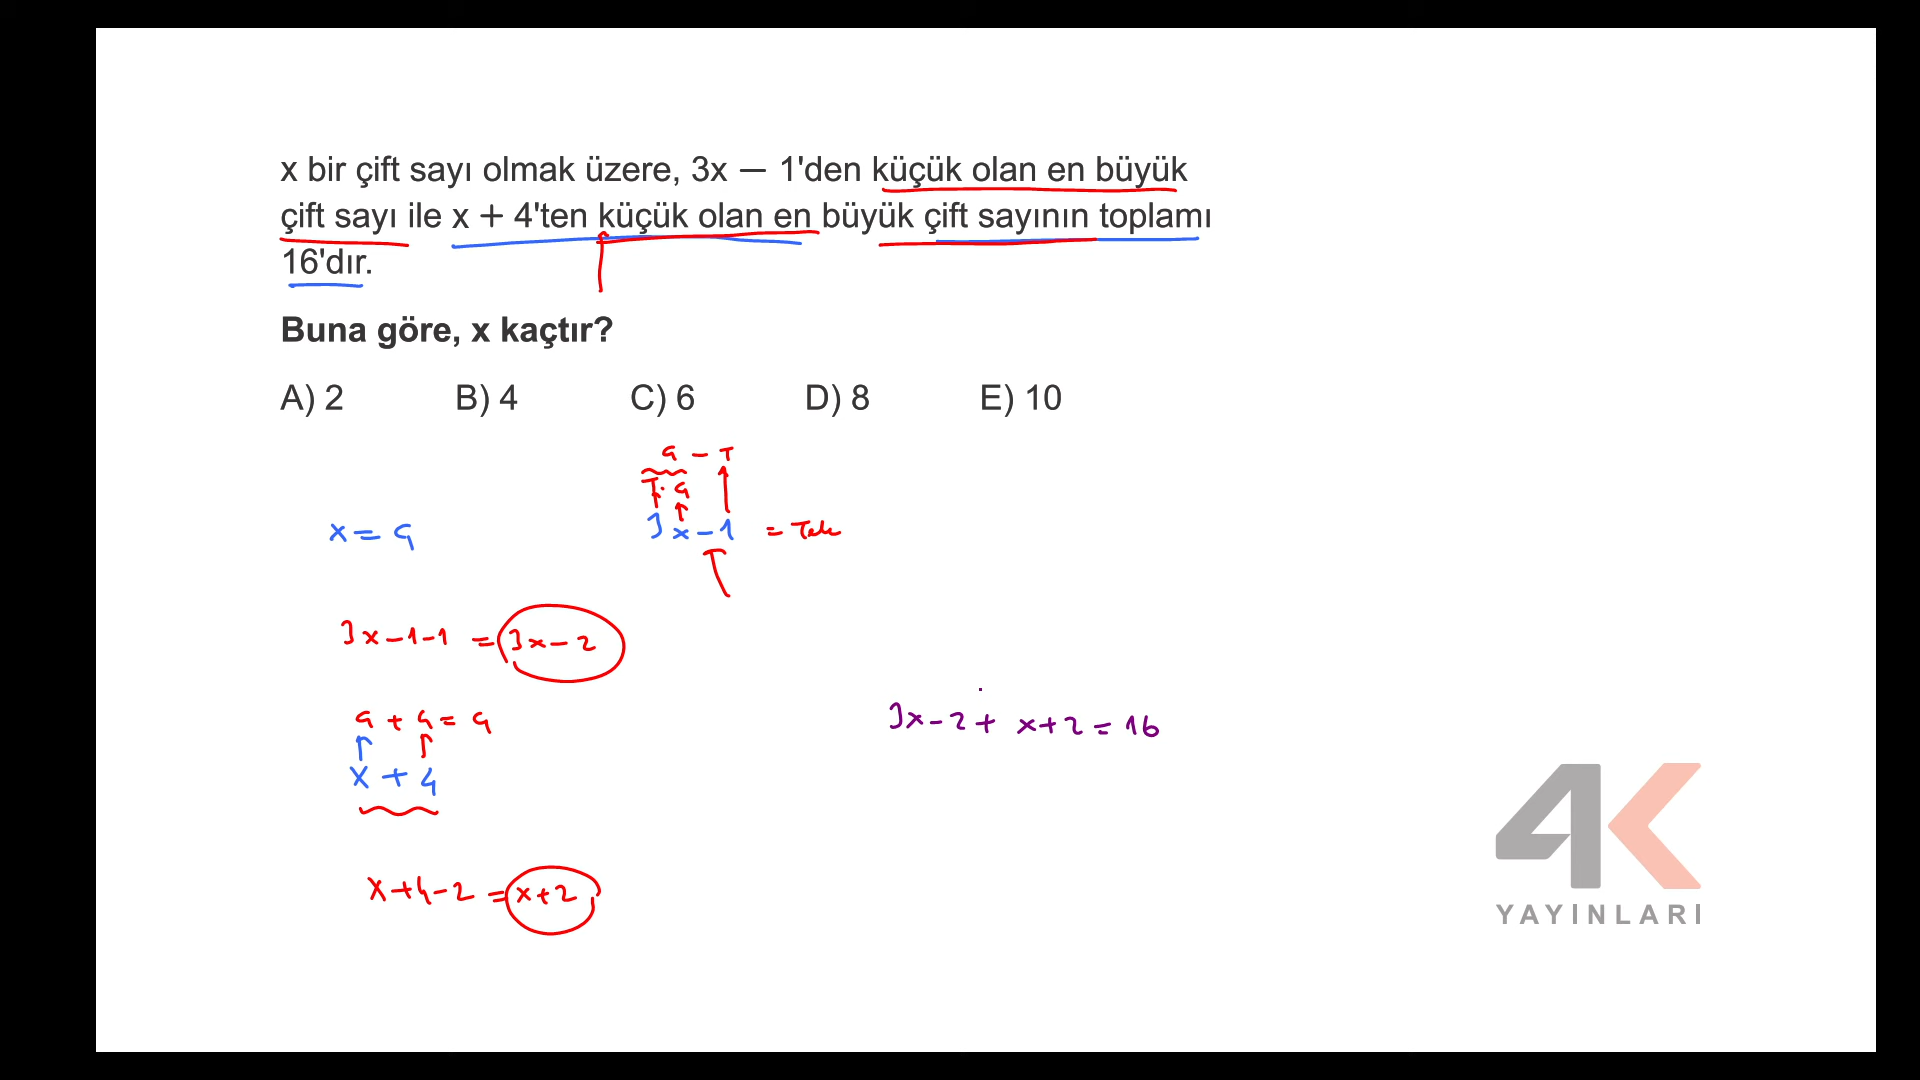 x bir çift sayı olmak üzere, 3x — 1'den küçük olan en büyük
çift sayı ile x + 4'ten küçük olan en büyük çift sayının toplamı
16'dır.
Buna göre, x kaçtır?
A) 2 B) 4 C) 6 D) 8 E) 10
Ç - T
T · Ç
x = Ç
3x - 1 = Tek
3x - 1 - 1 = 3x - 2
Ç + Ç = Ç
3x - 2 + x + 2 = 16
x + 4
x + 4 - 2 = x + 2
4K
YAYINLARI